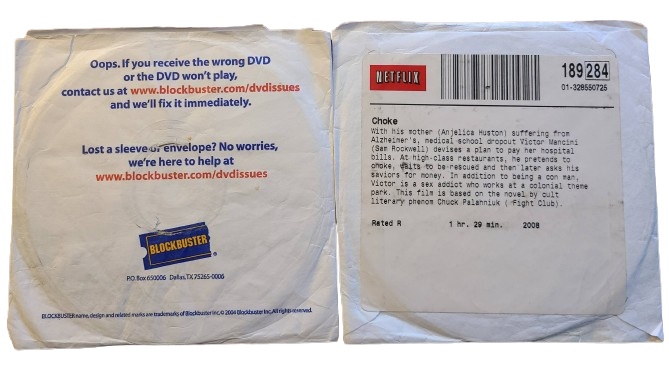 Oops. If you receive the wrong DVD
or the DVD won't play,
contact us at www.blockbuster.com/dvdissues
and we'll fix it immediately.
Lost a sleeve or envelope? No worries,
we're here to help at
www.blockbuster.com/dvdissues
BLOCKBUSTER®
P.O. Box 650006 Dallas, TX 75265-0006
BLOCKBUSTER name, design and related marks are trademarks of Blockbuster Inc. © 2004 Blockbuster Inc. All rights reserved.
NETFLIX
189 284
01-328550725
Choke
With his mother (Anjelica Huston) suffering from
Alzheimer's, medical school dropout Victor Mancini
(Sam Rockwell) devises a plan to pay her hospital
bills. At high-class restaurants, he pretends to
choke, waits to be rescued and then later asks his
saviors for money. In addition to being a con man,
Victor is a sex addict who works at a colonial theme
park. This film is based on the novel by cult
literary phenom Chuck Palahniuk (Fight Club).
Rated R 1 hr. 29 min. 2008